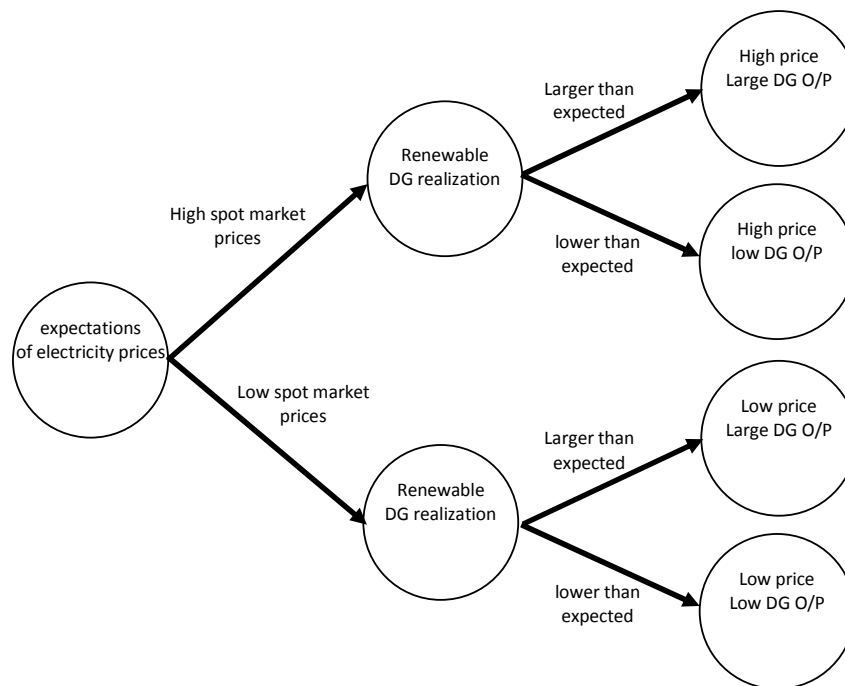 expectations
of electricity prices
High spot market
prices
Low spot market
prices
Renewable
DG realization
Larger than
expected
lower than
expected
High price
Large DG O/P
High price
low DG O/P
Renewable
DG realization
Larger than
expected
lower than
expected
Low price
Large DG O/P
Low price
Low DG O/P